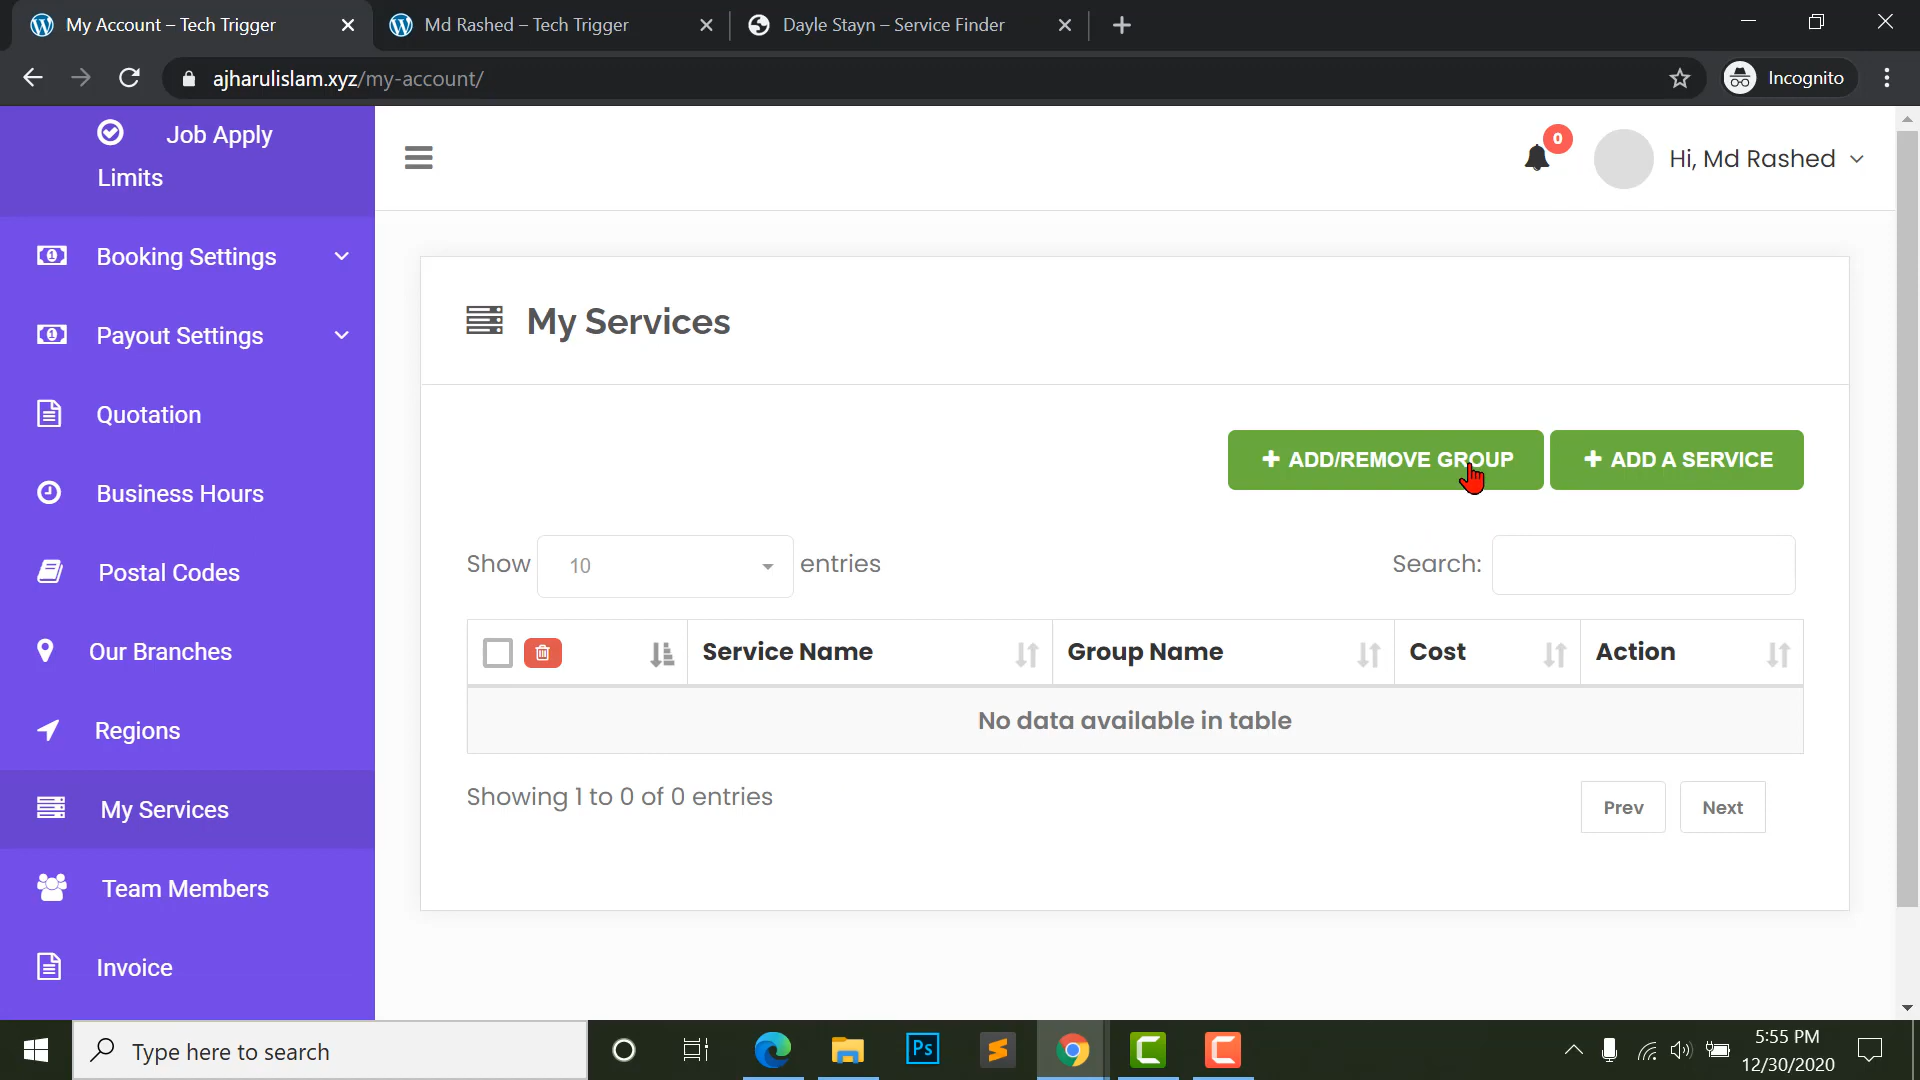 My Account – Tech Trigger
Md Rashed – Tech Trigger
Dayle Stayn – Service Finder
ajharulislam.xyz/my-account/
Incognito
Job Apply
Limits
Booking Settings
Payout Settings
Quotation
Business Hours
Postal Codes
Our Branches
Regions
My Services
Team Members
Invoice
0
Hi, Md Rashed
My Services
ADD/REMOVE GROUP
ADD A SERVICE
Show 10 entries
Search:
Service Name
Group Name
Cost
Action
No data available in table
Showing 1 to 0 of 0 entries
Prev
Next
Type here to search
Ps
5:55 PM
12/30/2020